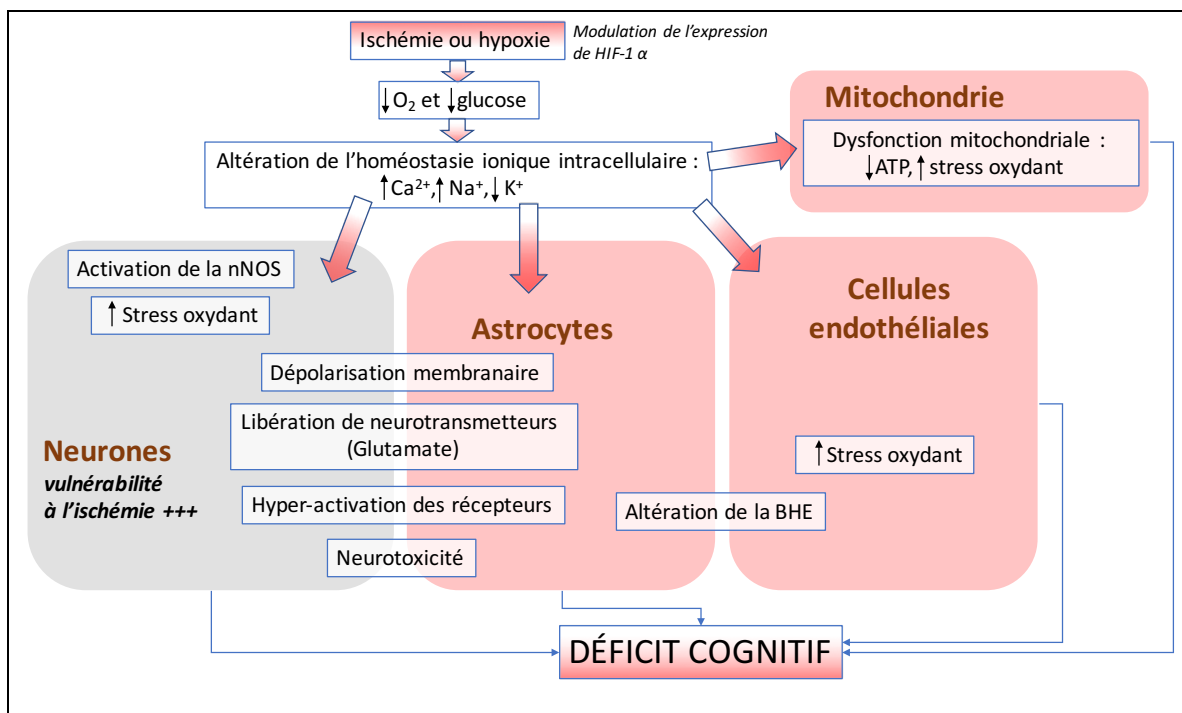 Ischémie ou hypoxie
Modulation de l’expression
de HIF-1 α
↓O₂ et ↓glucose
Altération de l’homéostasie ionique intracellulaire :
↑Ca²⁺,↑Na⁺,↓ K⁺
Mitochondrie
Dysfonction mitochondriale :
↓ATP, ↑ stress oxydant
Activation de la nNOS
↑ Stress oxydant
Astrocytes
Cellules
endothéliales
Dépolarisation membranaire
Libération de neurotransmetteurs
(Glutamate)
Neurones
vulnérabilité
à l’ischémie +++
↑Stress oxydant
Hyper-activation des récepteurs
Altération de la BHE
Neurotoxicité
DÉFICIT COGNITIF